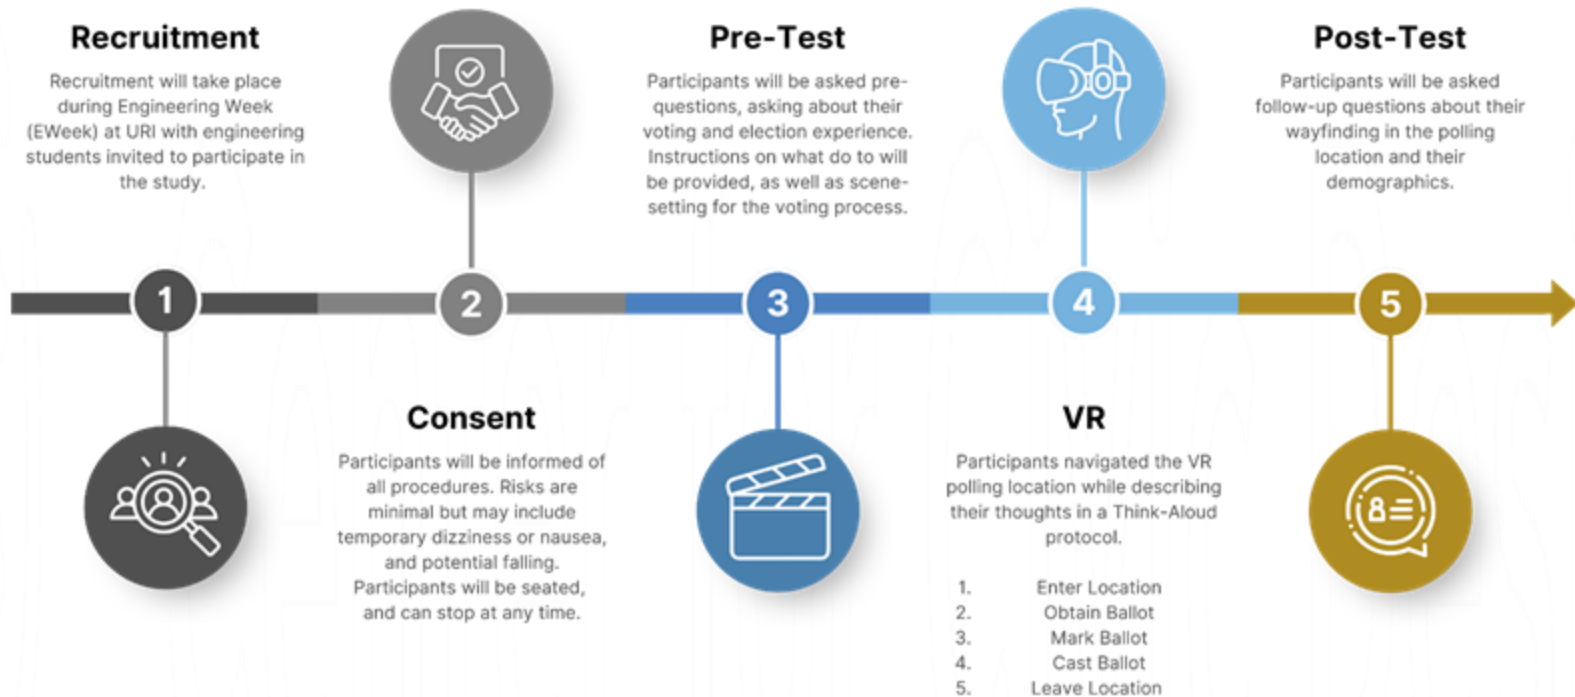 Recruitment
Recruitment will take place
during Engineering Week
(EWeek) at URI with engineering
students invited to participate in
the study.
1
2
Consent
Participants will be informed of
all procedures. Risks are
minimal but may include
temporary dizziness or nausea,
and potential falling.
Participants will be seated,
and can stop at any time.
Pre-Test
Participants will be asked pre-
questions, asking about their
voting and election experience.
Instructions on what do to will
be provided, as well as scene-
setting for the voting process.
3
4
VR
Participants navigated the VR
polling location while describing
their thoughts in a Think-Aloud
protocol.
1. Enter Location
2. Obtain Ballot
3. Mark Ballot
4. Cast Ballot
5. Leave Location
Post-Test
Participants will be asked
follow-up questions about their
wayfinding in the polling
location and their
demographics.
5